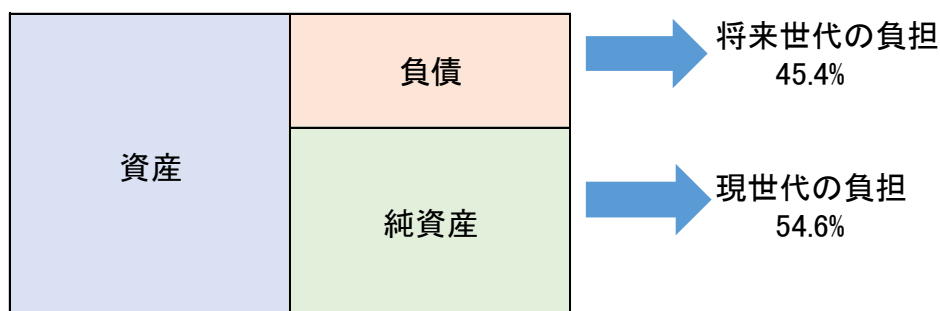 資産
負債
純資産
将来世代の負担
45.4%
現世代の負担
54.6%